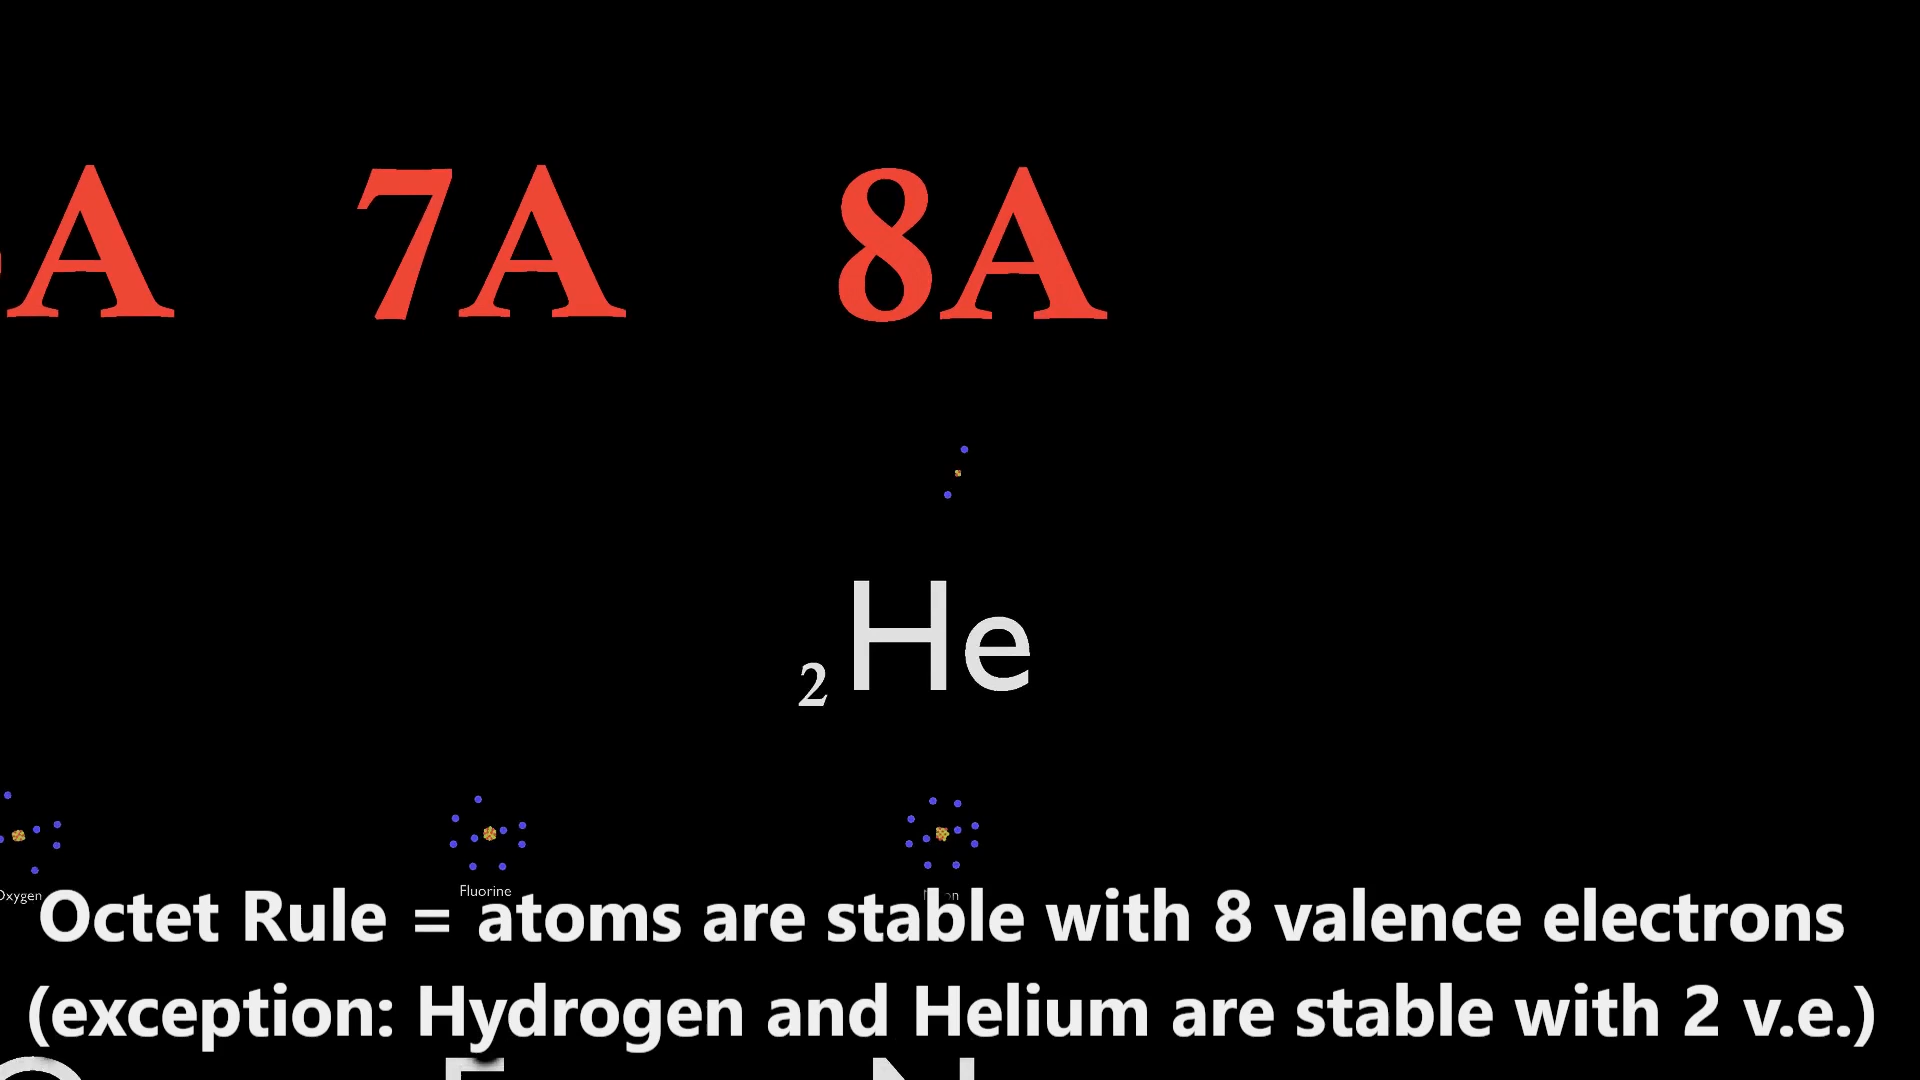 A 7A 8A
2He
Oxygen Fluorine
Octet Rule = atoms are stable with 8 valence electrons
(exception: Hydrogen and Helium are stable with 2 v.e.)